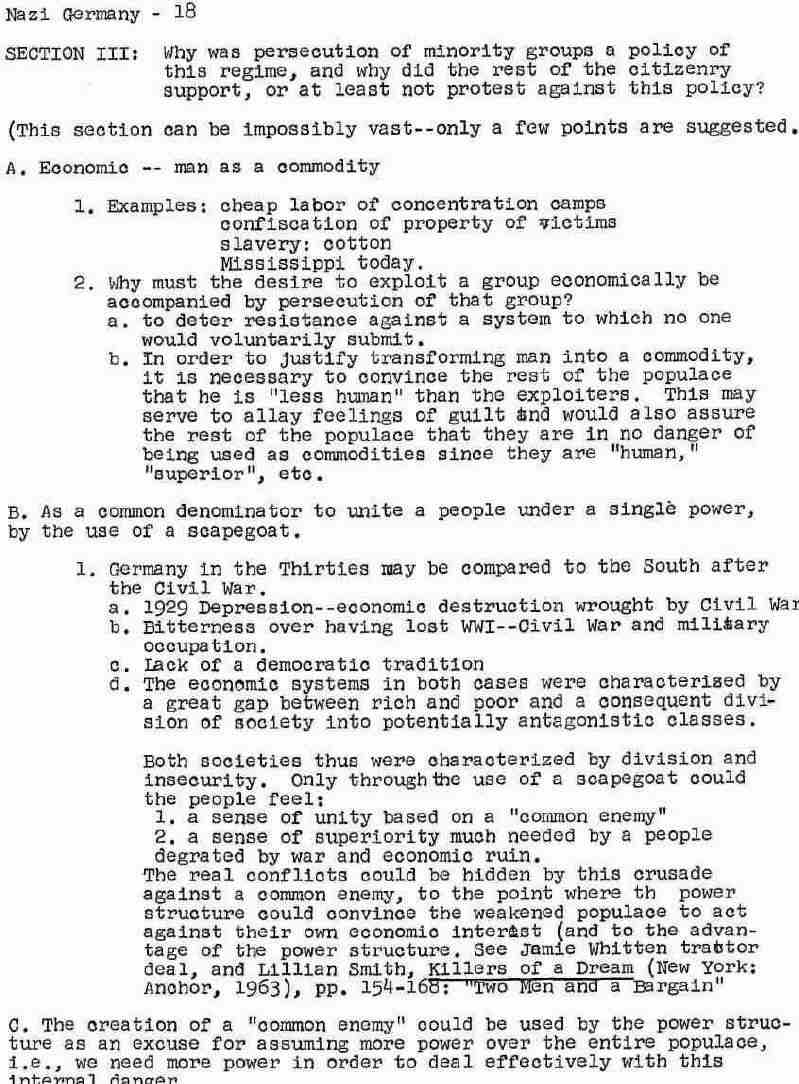 Nazi Germany - 18
SECTION III: Why was persecution of minority groups a policy of
this regime, and why did the rest of the citizenry
support, or at least not protest against this policy?
(This section can be impossibly vast--only a few points are suggested.
A. Economic -- man as a commodity
1. Examples: cheap labor of concentration camps
confiscation of property of victims
slavery: cotton
Mississippi today.
2. Why must the desire to exploit a group economically be
accompanied by persecution of that group?
a. to deter resistance against a system to which no one
would voluntarily submit.
b. In order to justify transforming man into a commodity,
it is necessary to convince the rest of the populace
that he is "less human" than the exploiters. This may
serve to allay feelings of guilt and would also assure
the rest of the populace that they are in no danger of
being used as commodities since they are "human,"
"superior", etc.
B. As a common denominator to unite a people under a single power,
by the use of a scapegoat.
1. Germany in the Thirties may be compared to the South after
the Civil War.
a. 1929 Depression--economic destruction wrought by Civil War
b. Bitterness over having lost WWI--Civil War and military
occupation.
c. Lack of a democratic tradition
d. The economic systems in both cases were characterized by
a great gap between rich and poor and a consequent divi-
sion of society into potentially antagonistic classes.
Both societies thus were characterized by division and
insecurity. Only through the use of a scapegoat could
the people feel:
1. a sense of unity based on a "common enemy"
2. a sense of superiority much needed by a people
degrated by war and economic ruin.
The real conflicts could be hidden by this crusade
against a common enemy, to the point where th power
structure could convince the weakened populace to act
against their own economic interest (and to the advan-
tage of the power structure. See Jamie Whitten tractor
deal, and Lillian Smith, Killers of a Dream (New York:
Anchor, 1963), pp. 154-168: "Two Men and a Bargain"
C. The creation of a "common enemy" could be used by the power struc-
ture as an excuse for assuming more power over the entire populace,
i.e., we need more power in order to deal effectively with this
internal danger